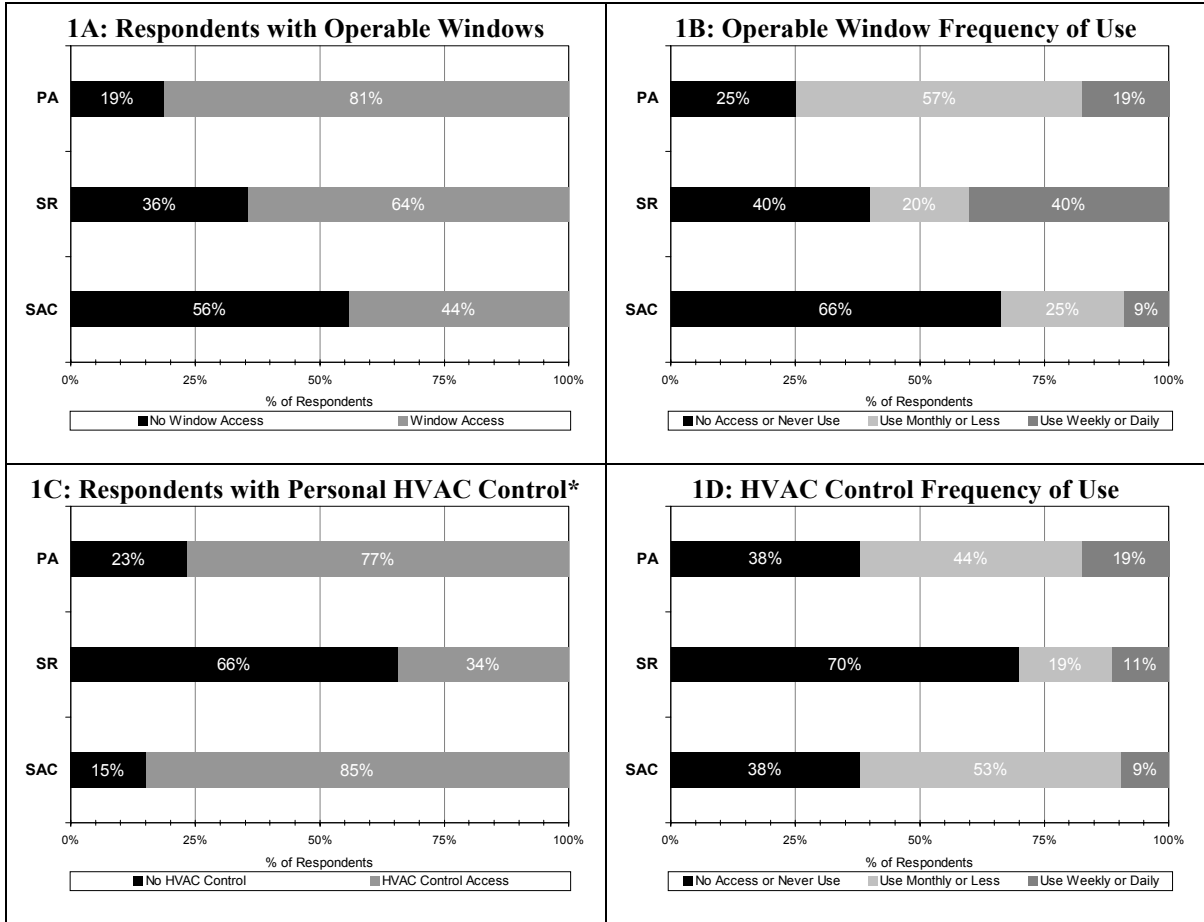 1A: Respondents with Operable Windows
PA
19%
81%
SR
36%
64%
SAC
56%
44%
0%
25%
50%
75%
100%
% of Respondents
No Window Access
Window Access
1B: Operable Window Frequency of Use
PA
25%
57%
19%
SR
40%
20%
40%
SAC
66%
25%
9%
0%
25%
50%
75%
100%
% of Respondents
No Access or Never Use
Use Monthly or Less
Use Weekly or Daily
1C: Respondents with Personal HVAC Control*
PA
23%
77%
SR
66%
34%
SAC
15%
85%
0%
25%
50%
75%
100%
% of Respondents
No HVAC Control
HVAC Control Access
1D: HVAC Control Frequency of Use
PA
38%
44%
19%
SR
70%
19%
11%
SAC
38%
53%
9%
0%
25%
50%
75%
100%
% of Respondents
No Access or Never Use
Use Monthly or Less
Use Weekly or Daily